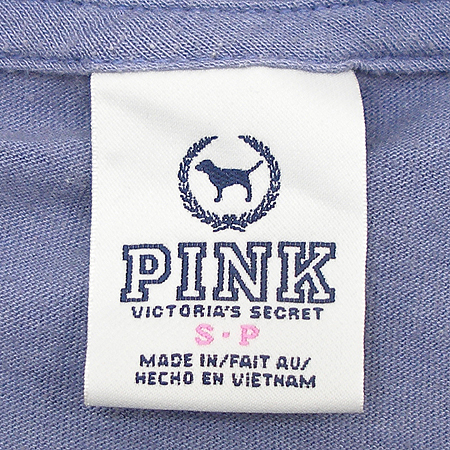 PINK
VICTORIA'S SECRET
S-P
MADE IN/FAIT AU/
HECHO EN VIETNAM